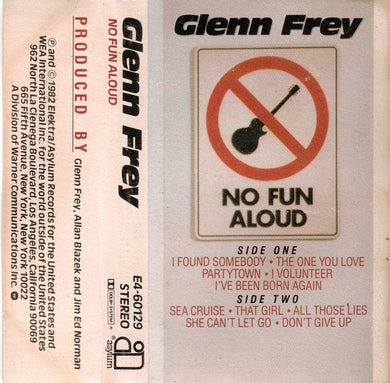 Glenn Frey
NO FUN
ALOUD
SIDE ONE
I FOUND SOMEBODY • THE ONE YOU LOVE
PARTYTOWN • I VOLUNTEER
I'VE BEEN BORN AGAIN
SIDE TWO
SEA CRUISE • THAT GIRL • ALL THOSE LIES
SHE CAN'T LET GO • DON'T GIVE UP
Glenn Frey
NO FUN ALOUD
PRODUCED BY Glenn Frey, Allan Blazek and Jim Ed Norman
℗ and © 1982 Elektra/Asylum Records for the United States and
WEA International Inc. for the world outside of the United States
962 North La Cienega Boulevard, Los Angeles, California 90069
665 Fifth Avenue, New York, New York 10022
A Division of Warner Communications Inc.
E4-60129
STEREO
DOLBY SYSTEM
asylum